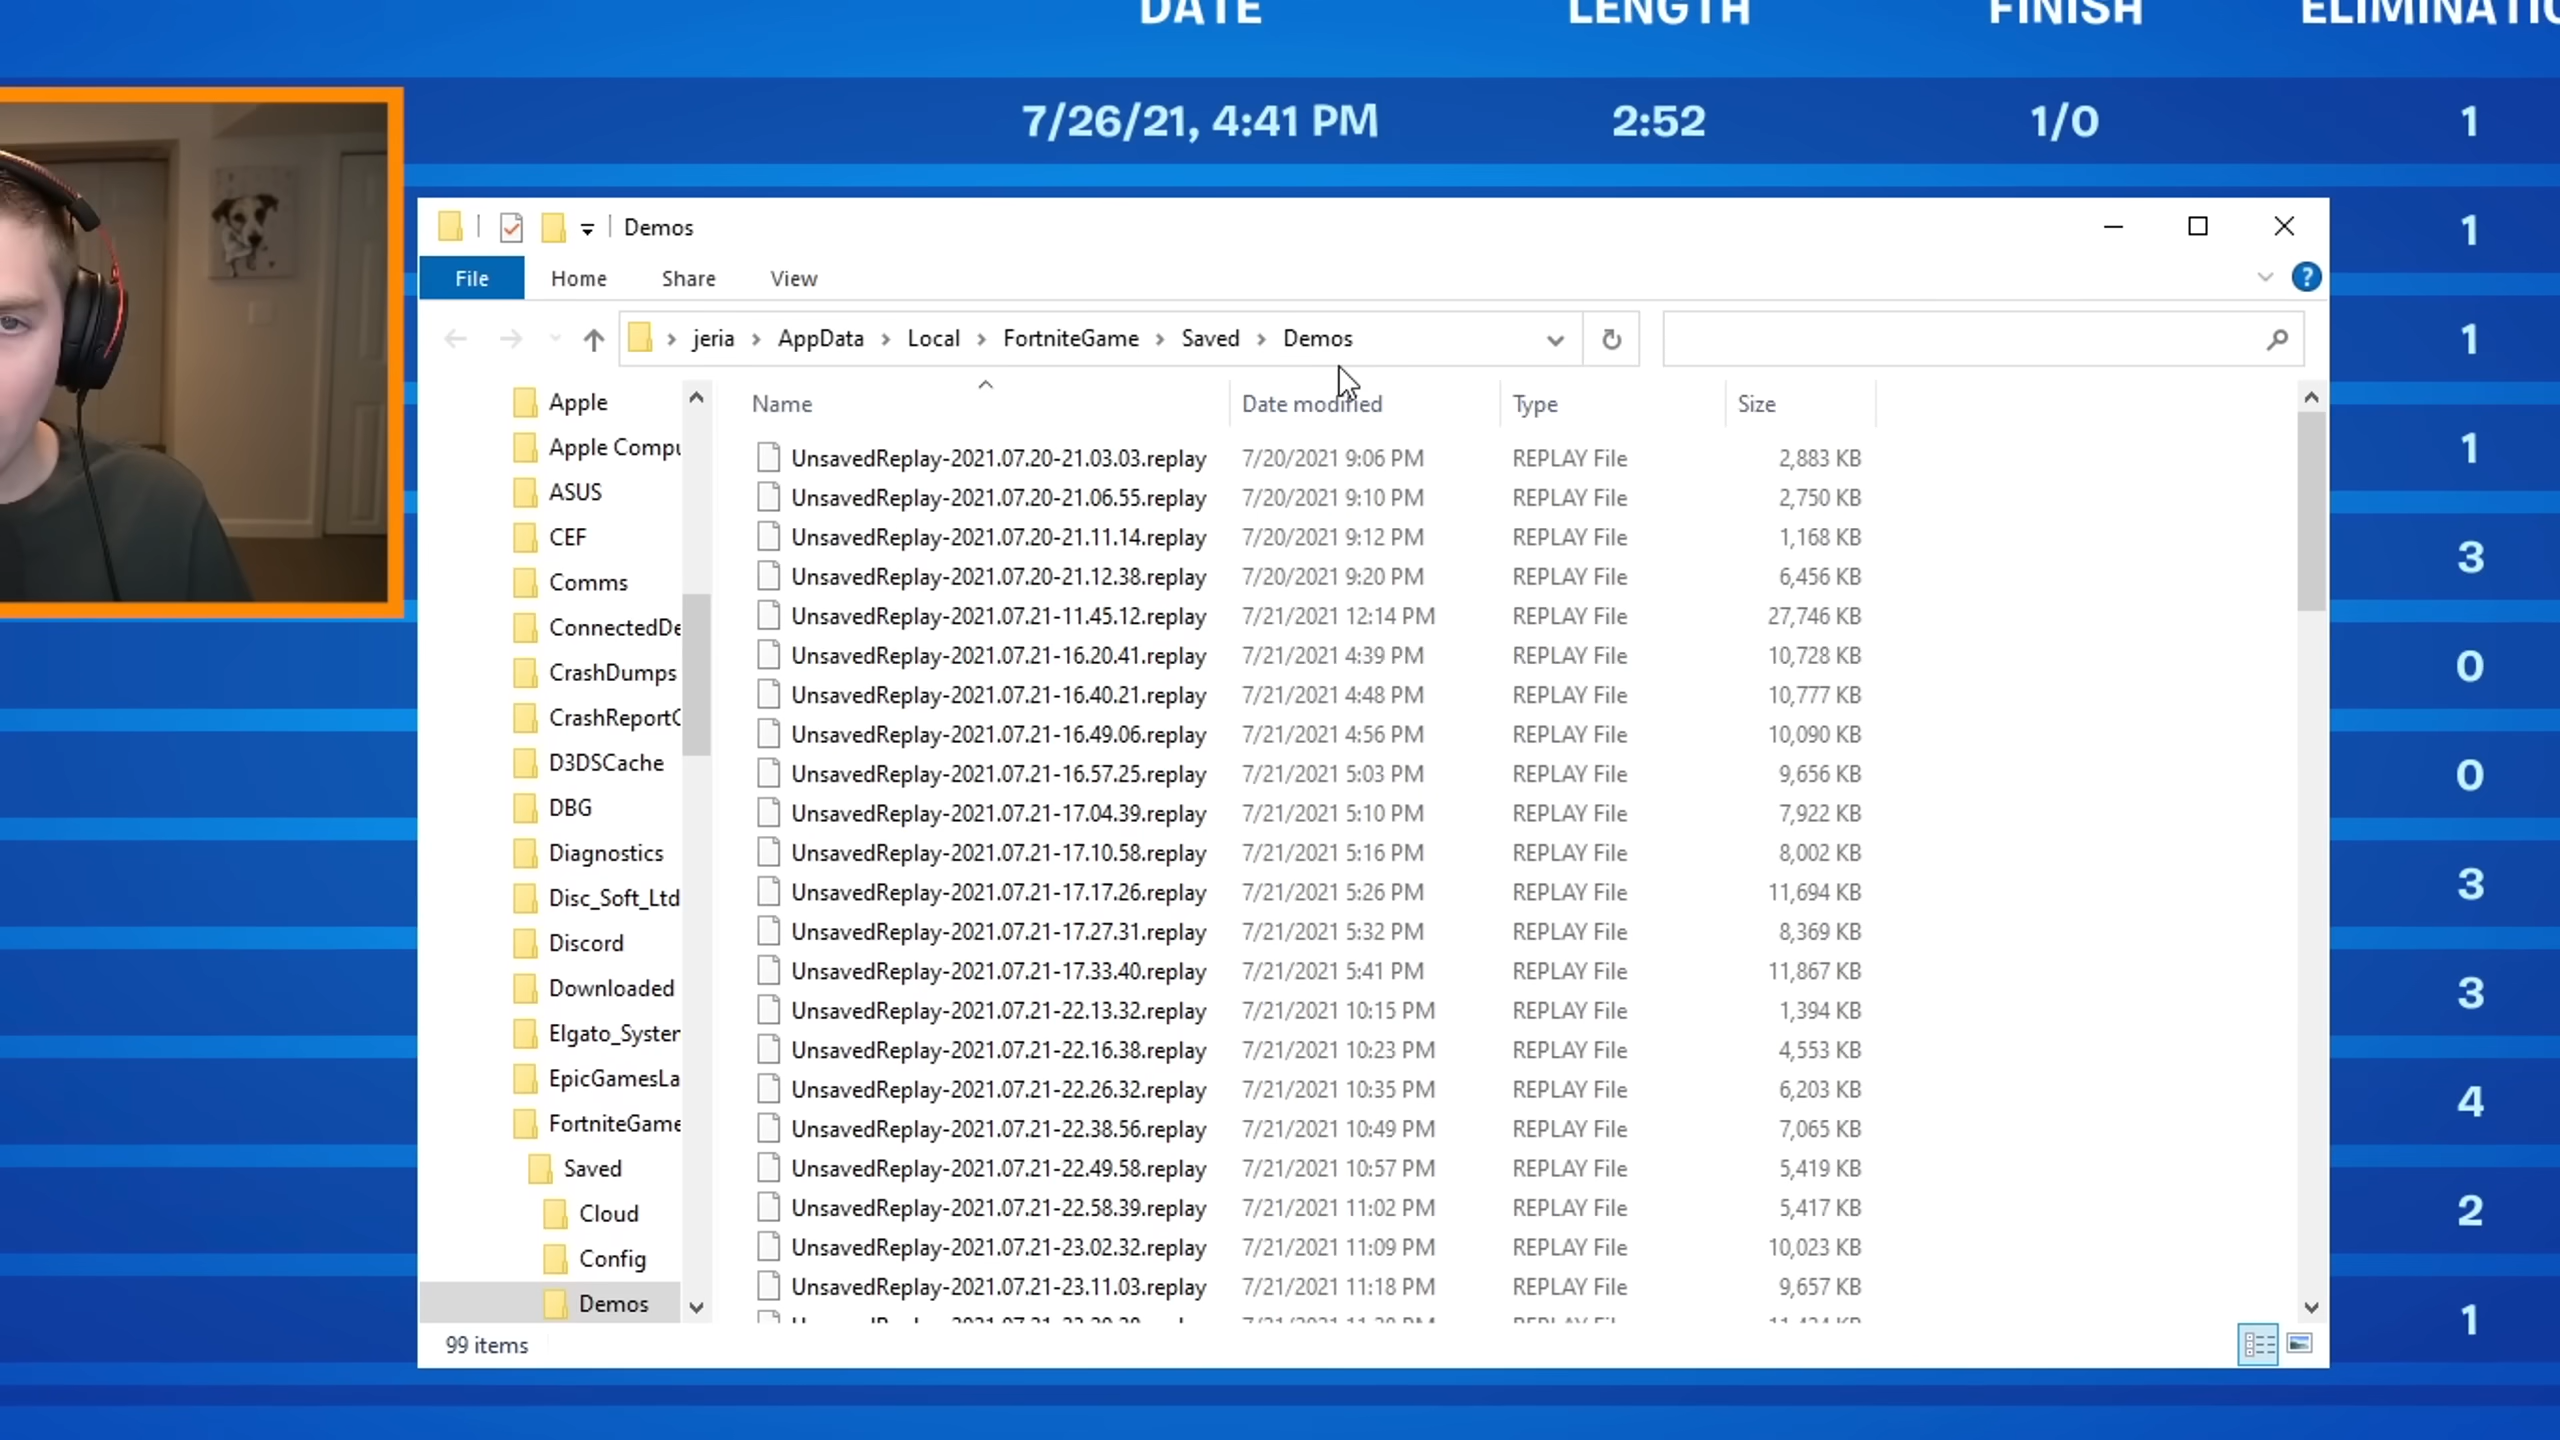 DATE LENGTH FINISH
7/26/21, 4:41 PM 2:52 1/0 1
1
1
1
3
0
0
3
3
4
2
1
Demos
File Home Share View
jeria AppData Local FortniteGame Saved Demos
Name Date modified Type Size
Apple
Apple
ASUS
CEF
Comms
CrashDumps
D3DSCache
DBG
Diagnostics
Disc_Soft_Ltd
Discord
Downloaded
FortniteGame
Saved
Cloud
Config
Demos
UnsavedReplay-2021.07.20-21.03.03.replay 7/20/2021 9:06 PM REPLAY File 2,883 KB
UnsavedReplay-2021.07.20-21.06.55.replay 7/20/2021 9:10 PM REPLAY File 2,750 KB
UnsavedReplay-2021.07.20-21.11.14.replay 7/20/2021 9:12 PM REPLAY File 1,168 KB
UnsavedReplay-2021.07.20-21.12.38.replay 7/20/2021 9:20 PM REPLAY File 6,456 KB
UnsavedReplay-2021.07.21-11.45.12.replay 7/21/2021 12:14 PM REPLAY File 27,746 KB
UnsavedReplay-2021.07.21-16.20.41.replay 7/21/2021 4:39 PM REPLAY File 10,728 KB
UnsavedReplay-2021.07.21-16.40.21.replay 7/21/2021 4:48 PM REPLAY File 10,777 KB
UnsavedReplay-2021.07.21-16.49.06.replay 7/21/2021 4:56 PM REPLAY File 10,090 KB
UnsavedReplay-2021.07.21-16.57.25.replay 7/21/2021 5:03 PM REPLAY File 9,656 KB
UnsavedReplay-2021.07.21-17.04.39.replay 7/21/2021 5:10 PM REPLAY File 7,922 KB
UnsavedReplay-2021.07.21-17.10.58.replay 7/21/2021 5:16 PM REPLAY File 8,002 KB
UnsavedReplay-2021.07.21-17.17.26.replay 7/21/2021 5:26 PM REPLAY File 11,694 KB
UnsavedReplay-2021.07.21-17.27.31.replay 7/21/2021 5:32 PM REPLAY File 8,369 KB
UnsavedReplay-2021.07.21-17.33.40.replay 7/21/2021 5:41 PM REPLAY File 11,867 KB
UnsavedReplay-2021.07.21-22.13.32.replay 7/21/2021 10:15 PM REPLAY File 1,394 KB
UnsavedReplay-2021.07.21-22.16.38.replay 7/21/2021 10:23 PM REPLAY File 4,553 KB
UnsavedReplay-2021.07.21-22.26.32.replay 7/21/2021 10:35 PM REPLAY File 6,203 KB
UnsavedReplay-2021.07.21-22.38.56.replay 7/21/2021 10:49 PM REPLAY File 7,065 KB
UnsavedReplay-2021.07.21-22.49.58.replay 7/21/2021 10:57 PM REPLAY File 5,419 KB
UnsavedReplay-2021.07.21-22.58.39.replay 7/21/2021 11:02 PM REPLAY File 5,417 KB
UnsavedReplay-2021.07.21-23.02.32.replay 7/21/2021 11:09 PM REPLAY File 10,023 KB
UnsavedReplay-2021.07.21-23.11.03.replay 7/21/2021 11:18 PM REPLAY File 9,657 KB
99 items